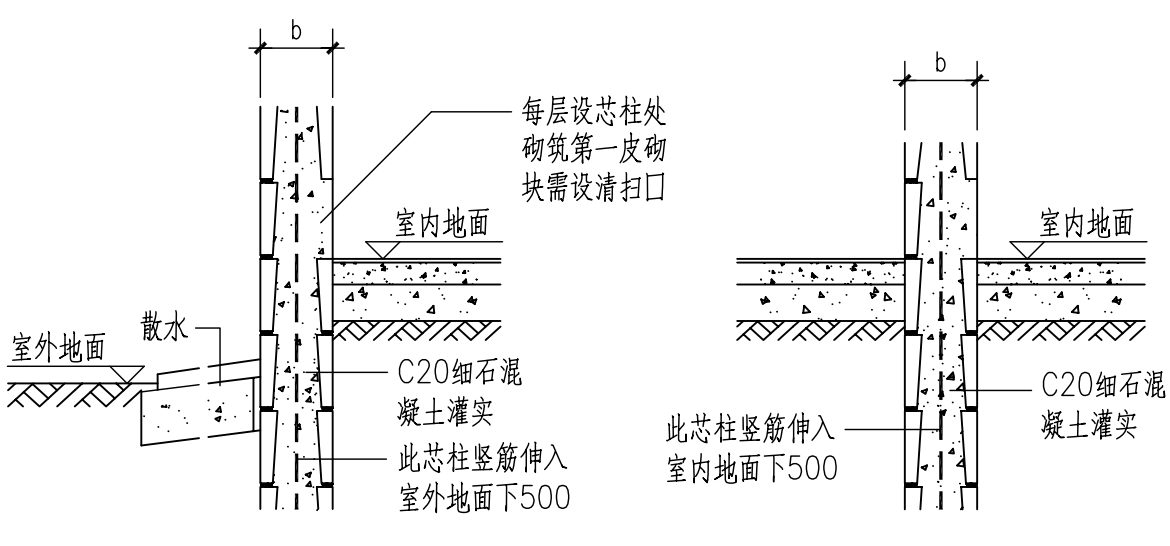 b
每层设芯柱处
砌筑第一皮砌
块需设清扫口
室内地面
散水
室外地面
C20细石混
凝土灌实
此芯柱竖筋伸入
室外地面下500
b
室内地面
C20细石混
凝土灌实
此芯柱竖筋伸入
室内地面下500